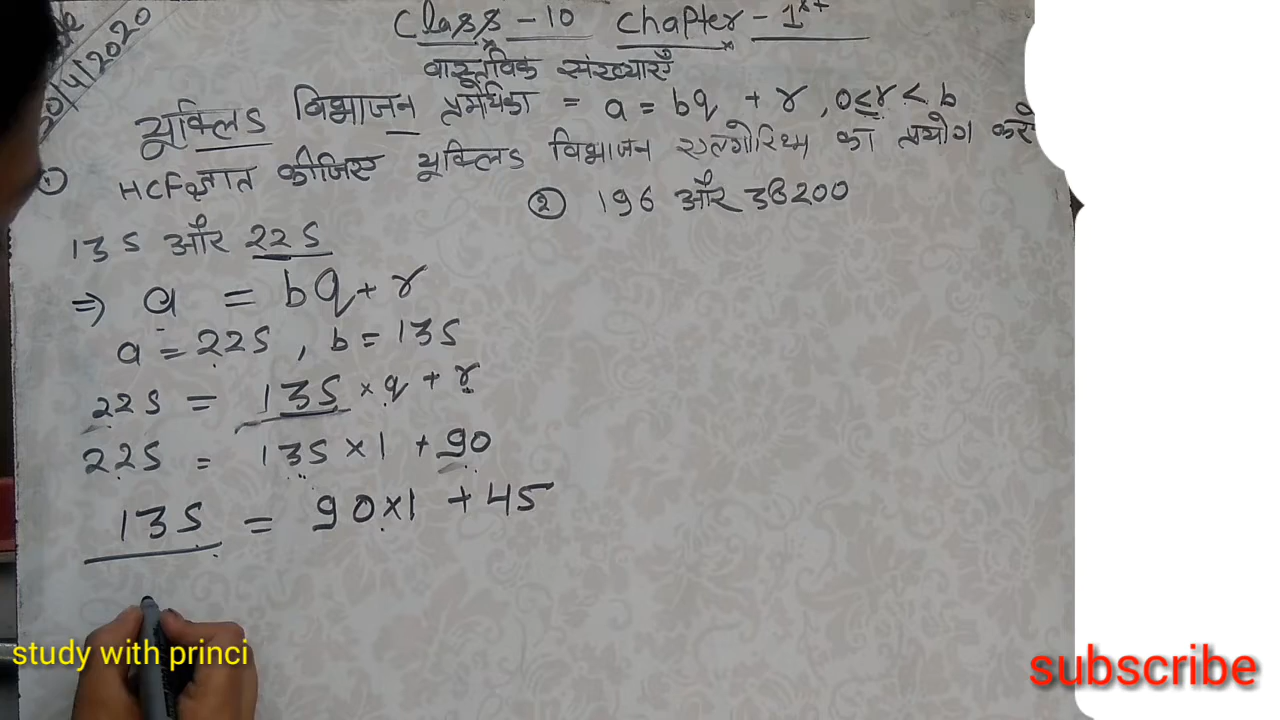 20/4/2020
Class - 10 Chapter - 1st
वास्तविक संख्याएँ
यूक्लिड विभाजन प्रमेयिका = a = bq + r, 0≤r < b
① HCF ज्ञात कीजिए यूक्लिड विभाजन एल्गोरिथ्म का प्रयोग करके
135 और 225
② 196 और 38200
⇒ a = bq + r
a = 225, b = 135
225 = 135 × q + r
225 = 135 × 1 + 90
135 = 90×1 + 45
study with princi
subscribe